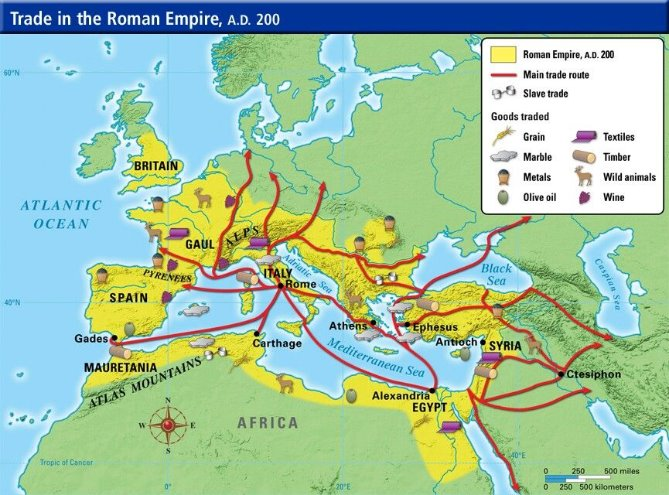 Trade in the Roman Empire, A.D. 200
60°N
Roman Empire, A.D. 200
Main trade route
Slave trade
Goods traded
Grain
Textiles
Marble
Timber
Metals
Wild animals
Olive oil
Wine
BRITAIN
ATLANTIC
OCEAN
GAUL
ALPS
PYRENEES
ITALY
Rome
Adriatic Sea
Black
Sea
Caspian Sea
40°N
SPAIN
Gades
Carthage
Athens
Ephesus
Antioch
SYRIA
MAURETANIA
ATLAS MOUNTAINS
Mediterranean Sea
Ctesiphon
Alexandria
EGYPT
AFRICA
N
W
E
S
Tropic of Cancer
0°
20°E
40°E
0 250 500 miles
0 250 500 kilometers